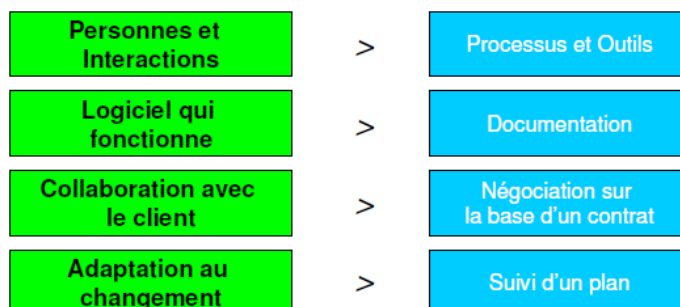 Personnes et
Interactions
>
Processus et Outils
Logiciel qui
fonctionne
>
Documentation
Collaboration avec
le client
>
Négociation sur
la base d'un contrat
Adaptation au
changement
>
Suivi d'un plan